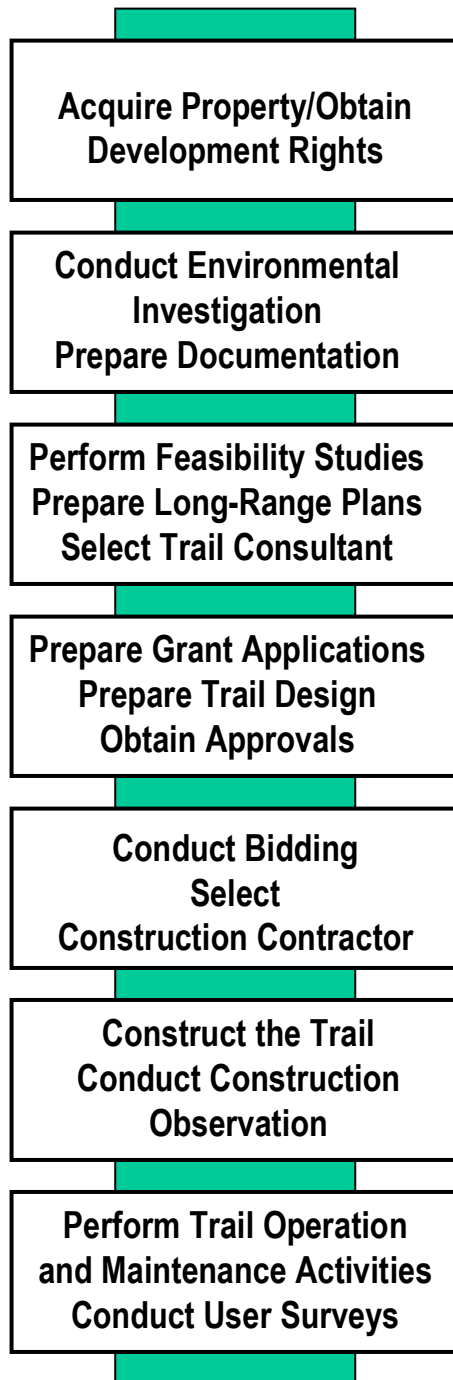 Acquire Property/Obtain
Development Rights
Conduct Environmental
Investigation
Prepare Documentation
Perform Feasibility Studies
Prepare Long-Range Plans
Select Trail Consultant
Prepare Grant Applications
Prepare Trail Design
Obtain Approvals
Conduct Bidding
Select
Construction Contractor
Construct the Trail
Conduct Construction
Observation
Perform Trail Operation
and Maintenance Activities
Conduct User Surveys